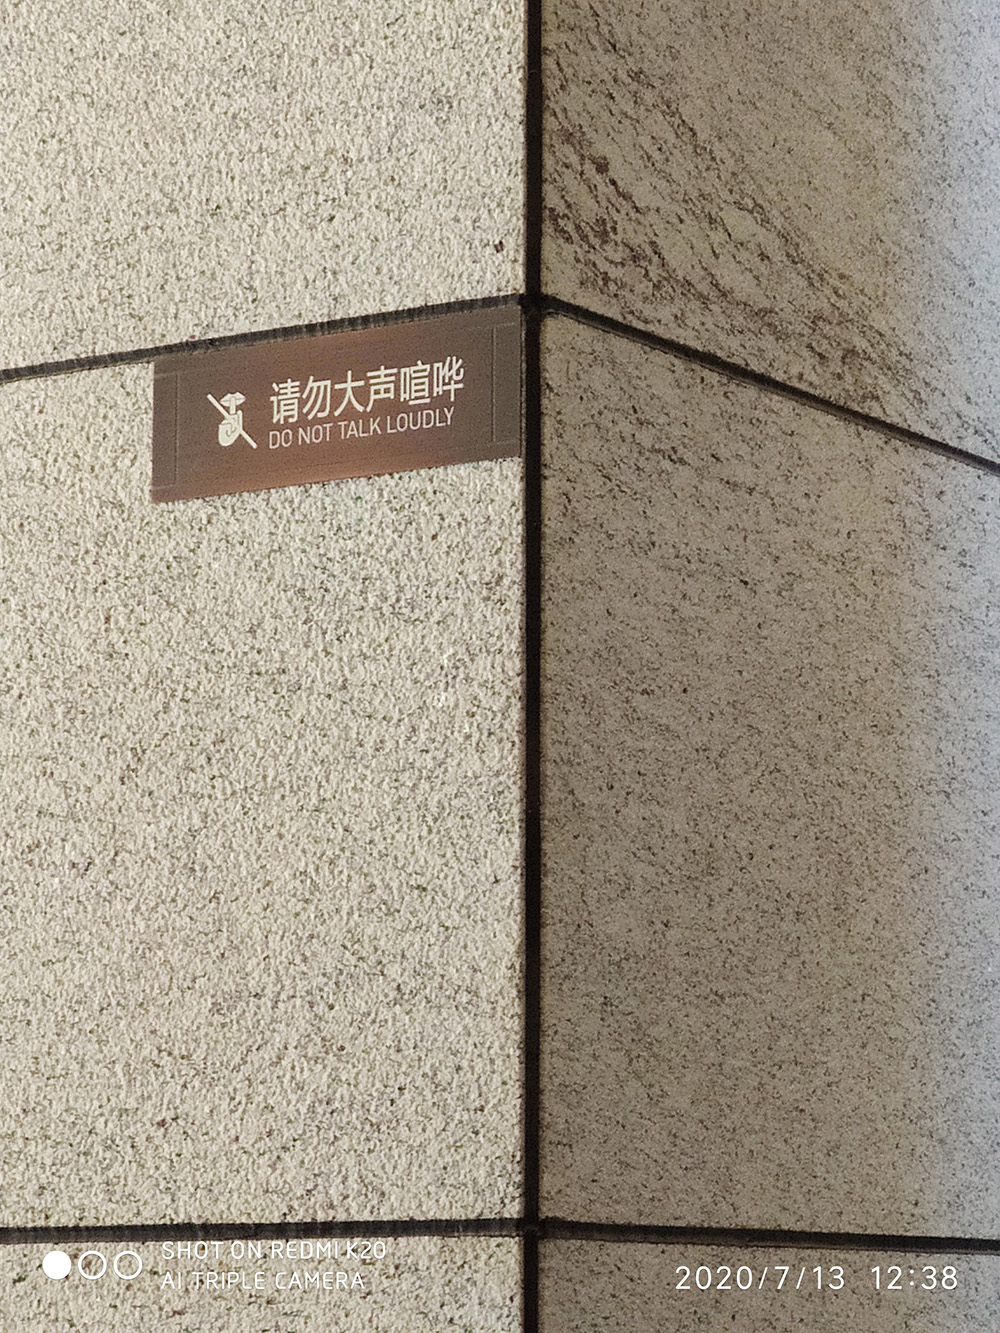 请勿大声喧哗
DO NOT TALK LOUDLY
SHOT ON REDMI K20
AI TRIPLE CAMERA
2020/7/13 12:38